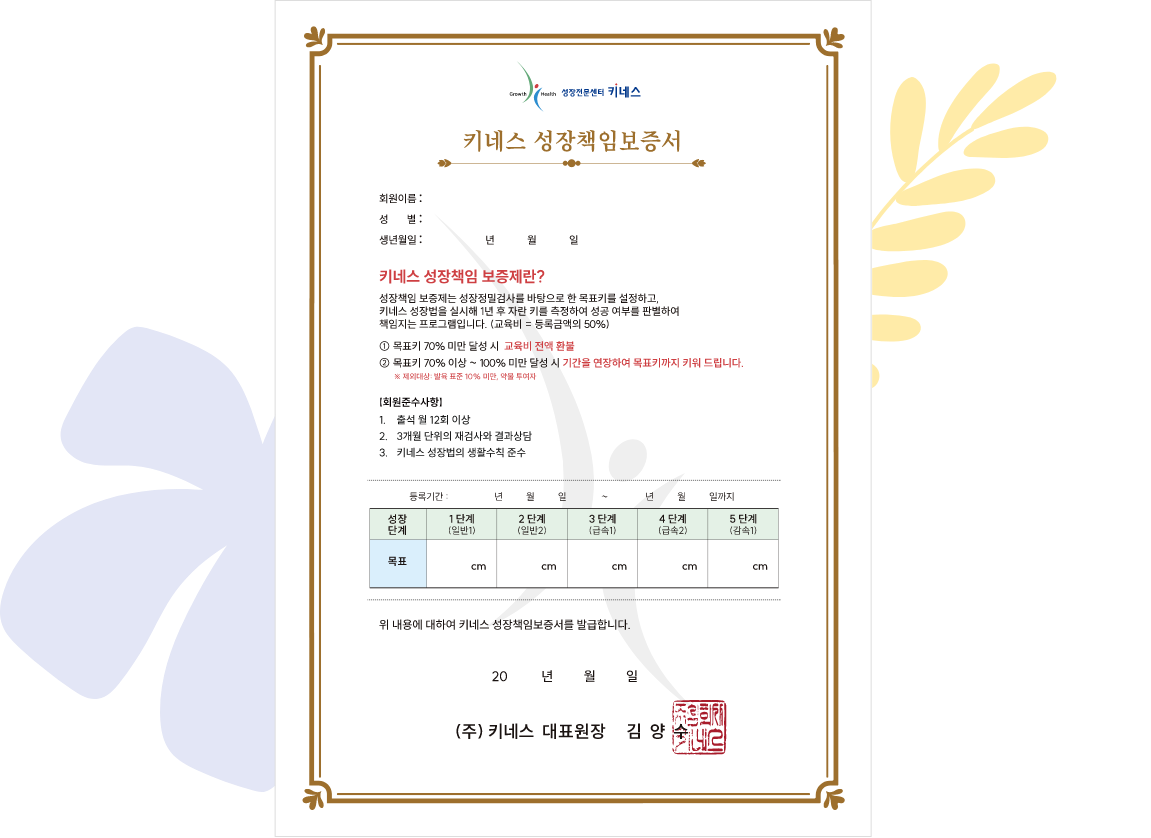 Growth Health 성장전문센터 키네스
키네스 성장책임보증서
회원이름 :
성 별 :
생년월일 : 년 월 일
키네스 성장책임 보증제란?
성장책임 보증제는 성장정밀검사를 바탕으로 한 목표키를 설정하고,
키네스 성장법을 실시해 1년 후 자란 키를 측정하여 성공 여부를 판별하여
책임지는 프로그램입니다. (교육비 = 등록금액의 50%)
① 목표키 70% 미만 달성 시 교육비 전액 환불
② 목표키 70% 이상 ~ 100% 미만 달성 시 기간을 연장하여 목표키까지 키워 드립니다.
※ 제외대상: 발육 표준 10% 미만, 약물 투여자
[회원준수사항]
1. 출석 월 12회 이상
2. 3개월 단위의 재검사와 결과상담
3. 키네스 성장법의 생활수칙 준수
등록기간 : 년 월 일 ~ 년 월 일까지
성장 1 단계 2 단계 3 단계 4 단계 5 단계
단계 (일반1) (일반2) (급속1) (급속2) (감속1)
목표 cm cm cm cm cm
위 내용에 대하여 키네스 성장책임보증서를 발급합니다.
20 년 월 일
(주) 키네스 대표원장 김 양 수